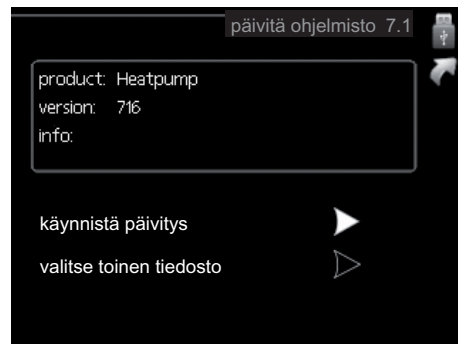 päivitä ohjelmisto 7.1
product: Heatpump
version: 716
info:
käynnistä päivitys
valitse toinen tiedosto